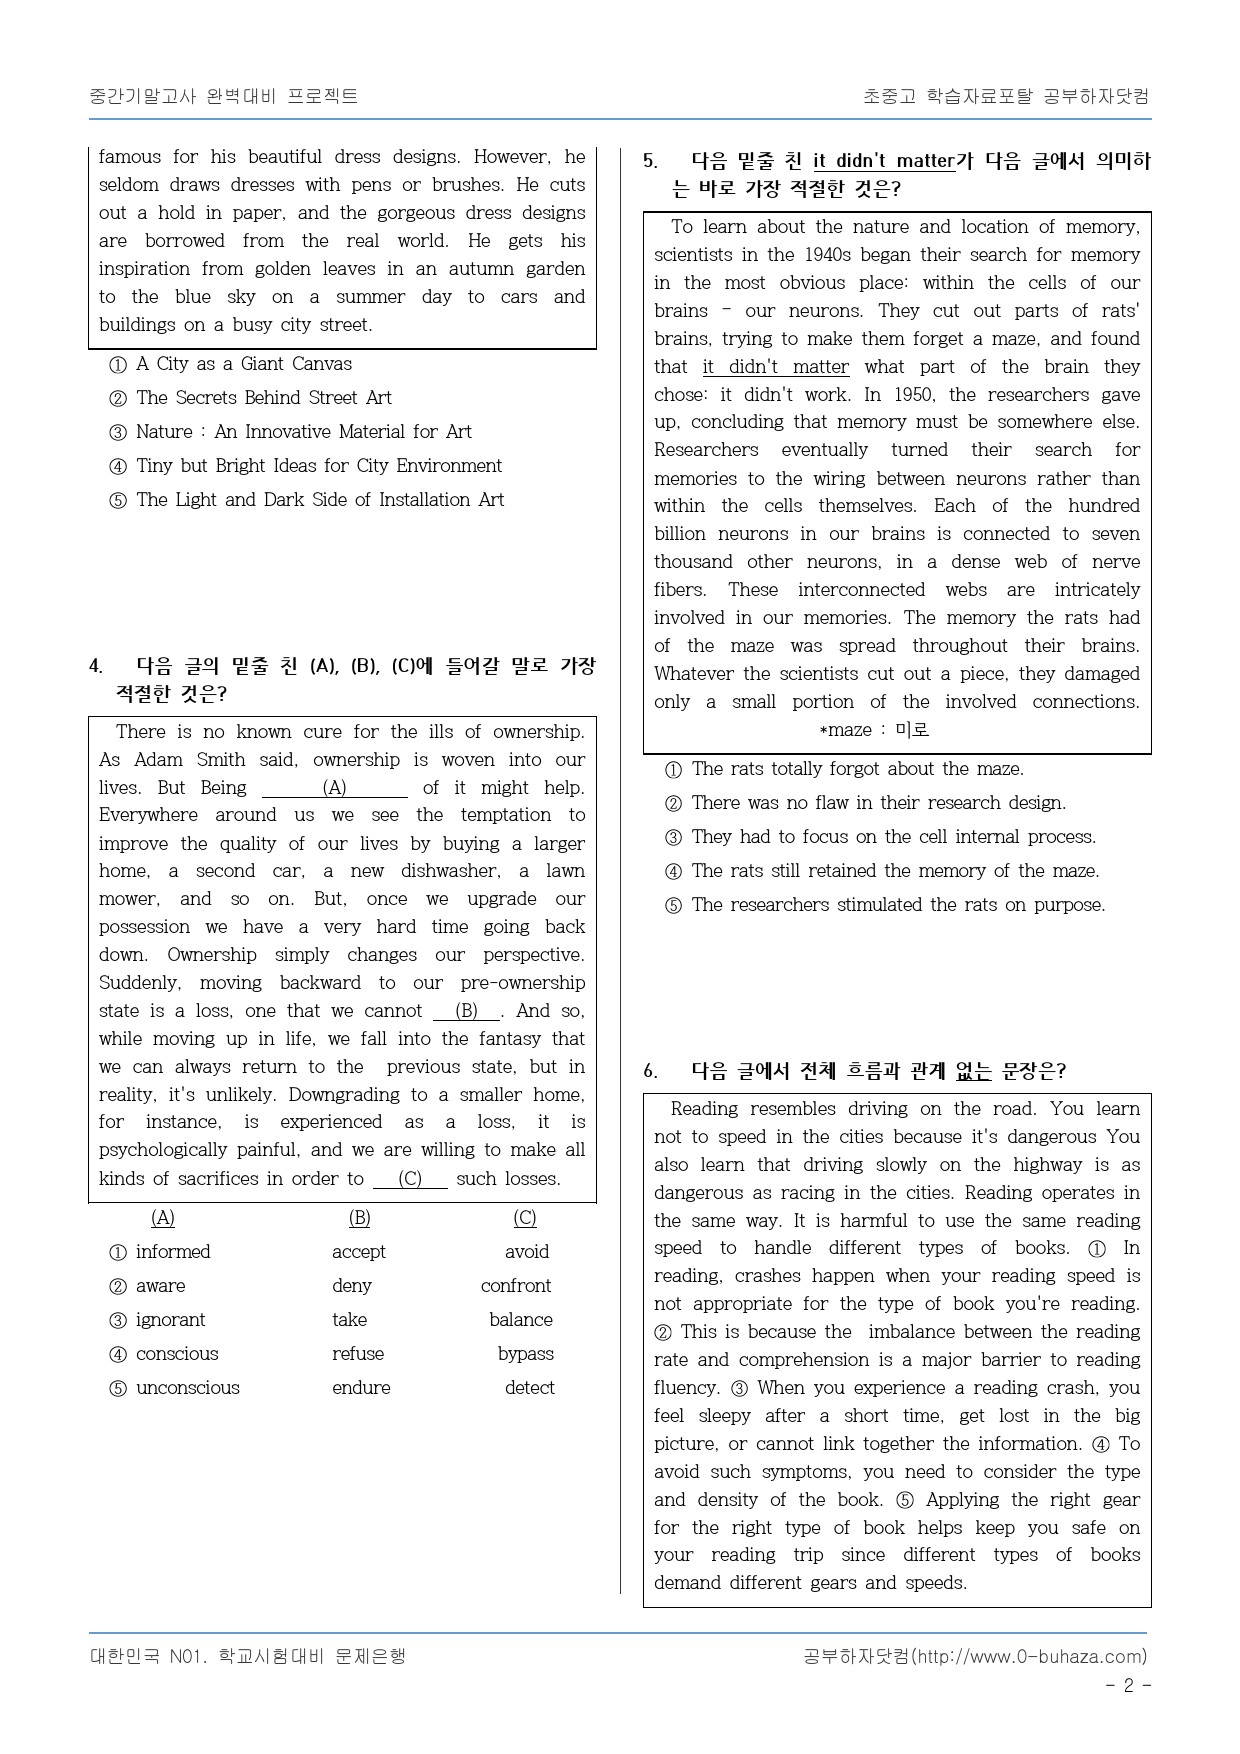 중간기말고사 완벽대비 프로젝트
초중고 학습자료포탈 공부하자닷컴
famous for his beautiful dress designs. However, he
seldom draws dresses with pens or brushes. He cuts
out a hold in paper, and the gorgeous dress designs
are borrowed from the real world. He gets his
inspiration from golden leaves in an autumn garden
to the blue sky on a summer day to cars and
buildings on a busy city street.
① A City as a Giant Canvas
② The Secrets Behind Street Art
③ Nature : An Innovative Material for Art
④ Tiny but Bright Ideas for City Environment
⑤ The Light and Dark Side of Installation Art
4. 다음 글의 밑줄 친 (A), (B), (C)에 들어갈 말로 가장
적절한 것은?
There is no known cure for the ills of ownership.
As Adam Smith said, ownership is woven into our
lives. But Being (A) of it might help.
Everywhere around us we see the temptation to
improve the quality of our lives by buying a larger
home, a second car, a new dishwasher, a lawn
mower, and so on. But, once we upgrade our
possession we have a very hard time going back
down. Ownership simply changes our perspective.
Suddenly, moving backward to our pre-ownership
state is a loss, one that we cannot (B) . And so,
while moving up in life, we fall into the fantasy that
we can always return to the previous state, but in
reality, it's unlikely. Downgrading to a smaller home,
for instance, is experienced as a loss, it is
psychologically painful, and we are willing to make all
kinds of sacrifices in order to (C) such losses.
(A) (B) (C)
① informed accept avoid
② aware deny confront
③ ignorant take balance
④ conscious refuse bypass
⑤ unconscious endure detect
5. 다음 밑줄 친 it didn't matter가 다음 글에서 의미하
는 바로 가장 적절한 것은?
To learn about the nature and location of memory,
scientists in the 1940s began their search for memory
in the most obvious place: within the cells of our
brains - our neurons. They cut out parts of rats'
brains, trying to make them forget a maze, and found
that it didn't matter what part of the brain they
chose: it didn't work. In 1950, the researchers gave
up, concluding that memory must be somewhere else.
Researchers eventually turned their search for
memories to the wiring between neurons rather than
within the cells themselves. Each of the hundred
billion neurons in our brains is connected to seven
thousand other neurons, in a dense web of nerve
fibers. These interconnected webs are intricately
involved in our memories. The memory the rats had
of the maze was spread throughout their brains.
Whatever the scientists cut out a piece, they damaged
only a small portion of the involved connections.
*maze : 미로
① The rats totally forgot about the maze.
② There was no flaw in their research design.
③ They had to focus on the cell internal process.
④ The rats still retained the memory of the maze.
⑤ The researchers stimulated the rats on purpose.
6. 다음 글에서 전체 흐름과 관계 없는 문장은?
Reading resembles driving on the road. You learn
not to speed in the cities because it's dangerous You
also learn that driving slowly on the highway is as
dangerous as racing in the cities. Reading operates in
the same way. It is harmful to use the same reading
speed to handle different types of books. ① In
reading, crashes happen when your reading speed is
not appropriate for the type of book you're reading.
② This is because the imbalance between the reading
rate and comprehension is a major barrier to reading
fluency. ③ When you experience a reading crash, you
feel sleepy after a short time, get lost in the big
picture, or cannot link together the information. ④ To
avoid such symptoms, you need to consider the type
and density of the book. ⑤ Applying the right gear
for the right type of book helps keep you safe on
your reading trip since different types of books
demand different gears and speeds.
대한민국 N01. 학교시험대비 문제은행
공부하자닷컴(http://www.0-buhaza.com)
- 2 -